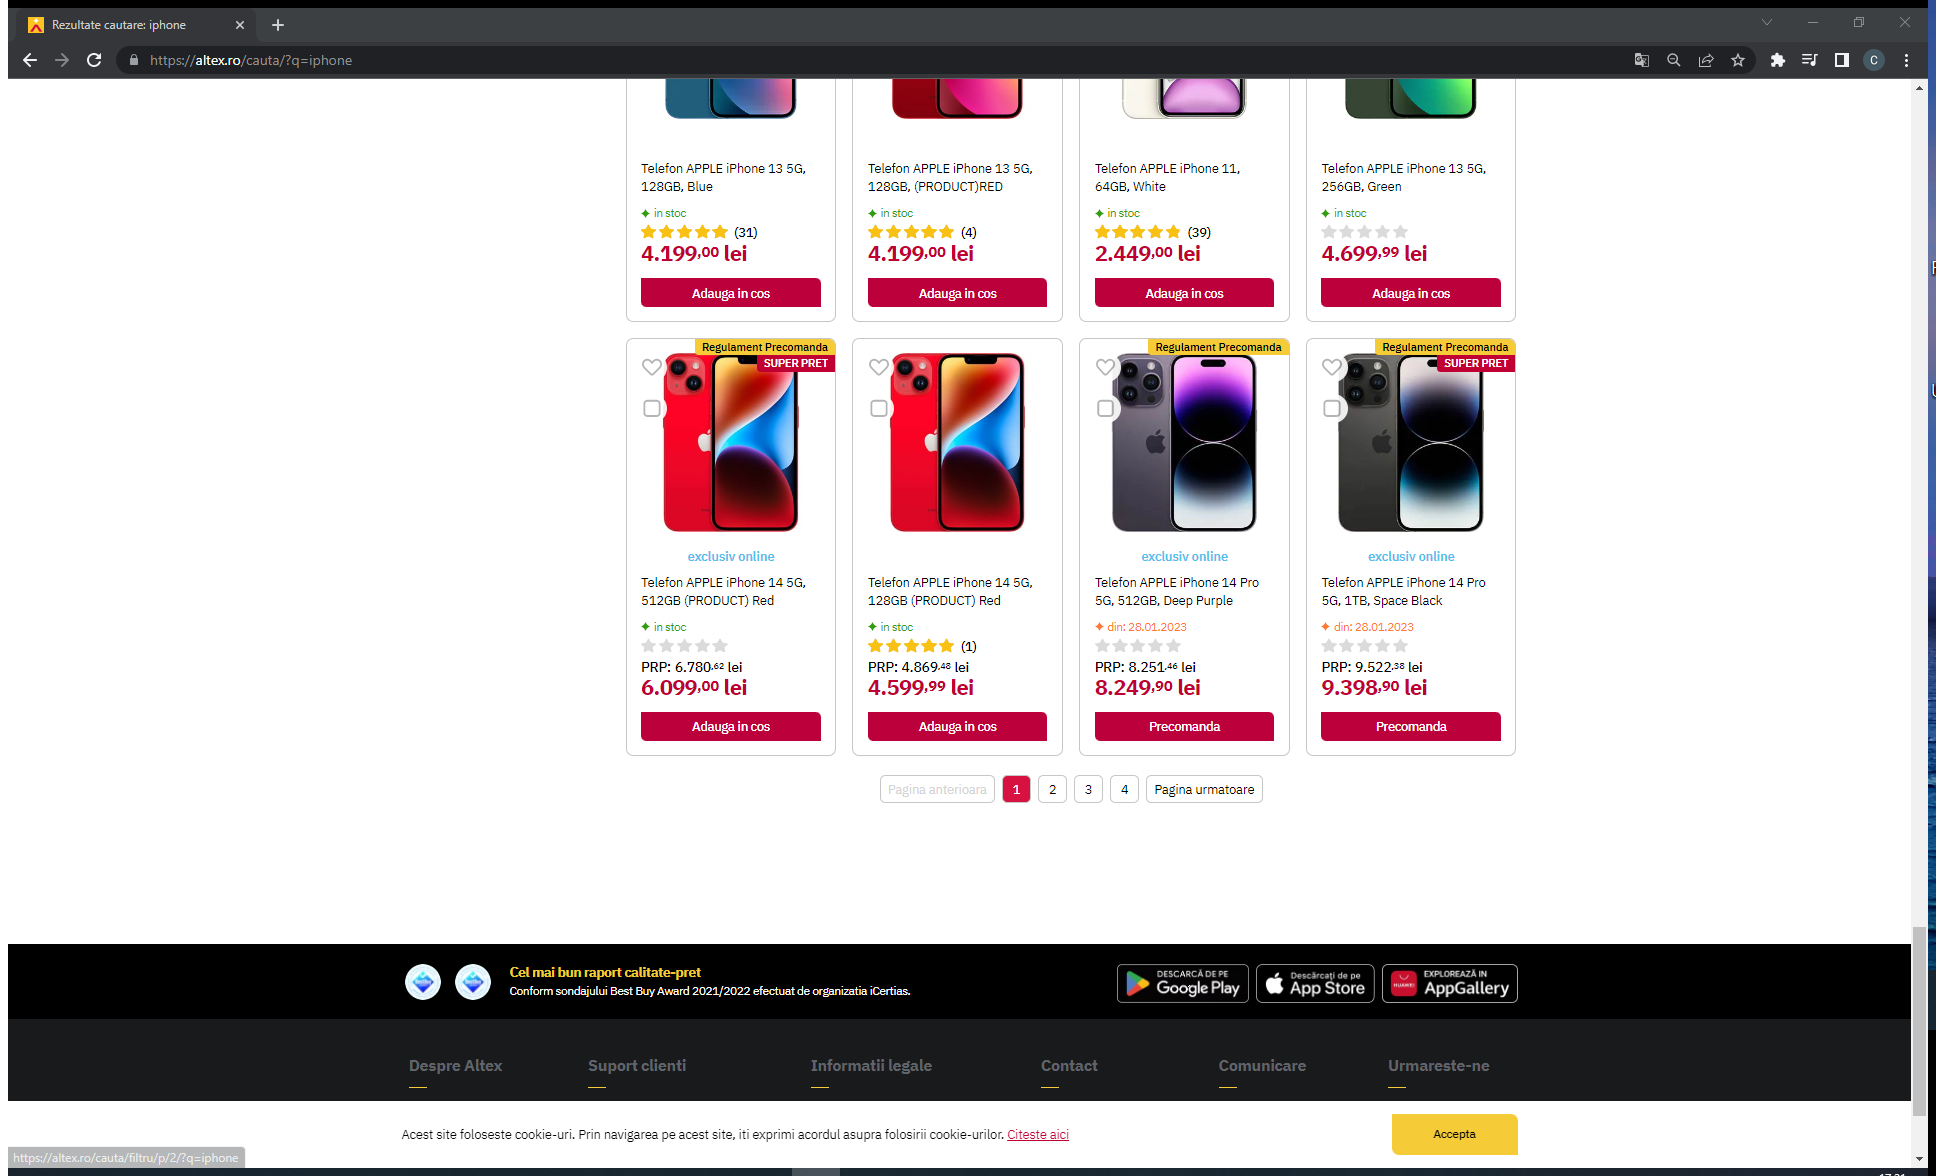 Rezultate cautare: iphone
https://altex.ro/cauta/?q=iphone
C
Telefon APPLE iPhone 13 5G,
128GB, Blue
in stoc
(31)
4.199,00 lei
Adauga in cos
Telefon APPLE iPhone 13 5G,
128GB, (PRODUCT)RED
in stoc
(4)
4.199,00 lei
Adauga in cos
Telefon APPLE iPhone 11,
64GB, White
in stoc
(39)
2.449,00 lei
Adauga in cos
Telefon APPLE iPhone 13 5G,
256GB, Green
in stoc
4.699,99 lei
Adauga in cos
Regulament Precomanda
SUPER PRET
exclusiv online
Telefon APPLE iPhone 14 5G,
512GB (PRODUCT) Red
in stoc
PRP: 6.780,62 lei
6.099,00 lei
Adauga in cos
Telefon APPLE iPhone 14 5G,
128GB (PRODUCT) Red
in stoc
(1)
PRP: 4.869,48 lei
4.599,99 lei
Adauga in cos
Regulament Precomanda
exclusiv online
Telefon APPLE iPhone 14 Pro
5G, 512GB, Deep Purple
din: 28.01.2023
PRP: 8.251,46 lei
8.249,90 lei
Precomanda
Regulament Precomanda
SUPER PRET
exclusiv online
Telefon APPLE iPhone 14 Pro
5G, 1TB, Space Black
din: 28.01.2023
PRP: 9.522,38 lei
9.398,90 lei
Precomanda
Pagina anterioara 1 2 3 4 Pagina urmatoare
Cel mai bun raport calitate-pret
Conform sondajului Best Buy Award 2021/2022 efectuat de organizatia iCertias.
DESCARCĂ DE PE
Google Play
Descărcați de pe
App Store
HUAWEI
EXPLOREAZĂ IN
AppGallery
Despre Altex
Suport clienti
Informatii legale
Contact
Comunicare
Urmareste-ne
Acest site foloseste cookie-uri. Prin navigarea pe acest site, iti exprimi acordul asupra folosirii cookie-urilor. Citeste aici
Accepta
https://altex.ro/cauta/filtru/p/2/?q=iphone